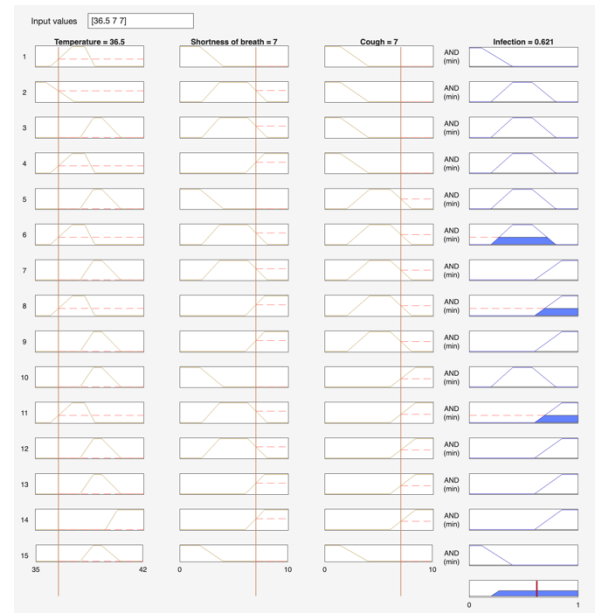 Input values [36.5 7 7]
Temperature = 36.5 Shortness of breath = 7 Cough = 7 Infection = 0.621
1 AND
(min)
2 AND
(min)
3 AND
(min)
4 AND
(min)
5 AND
(min)
6 AND
(min)
7 AND
(min)
8 AND
(min)
9 AND
(min)
10 AND
(min)
11 AND
(min)
12 AND
(min)
13 AND
(min)
14 AND
(min)
15 AND
(min)
35 42 0 10 0 10
0 1